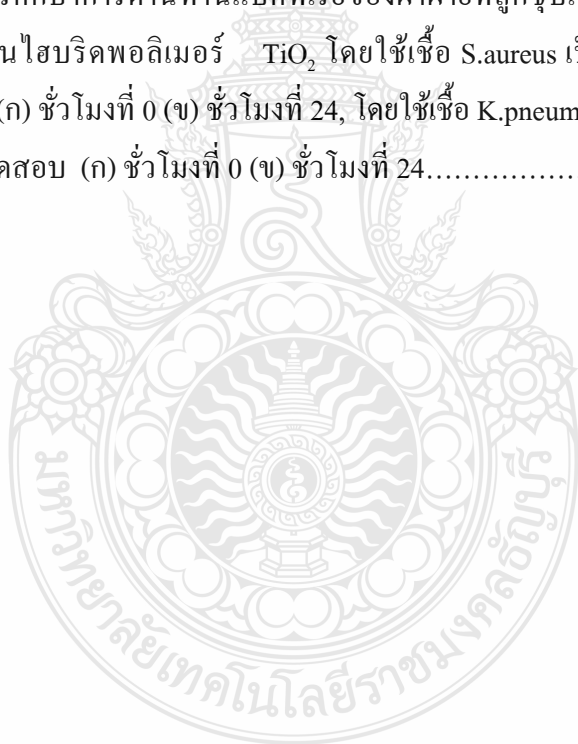 นไฮบริดพอลิเมอร์ TiO₂ โดยใช้เชื้อ S.aureus เ
(ก) ชั่วโมงที่ 0 (ข) ชั่วโมงที่ 24, โดยใช้เชื้อ K.pneum
ดสอบ (ก) ชั่วโมงที่ 0 (ข) ชั่วโมงที่ 24………………
มหาวิทยาลัยเทคโนโลยีราชมงคลธัญบุรี